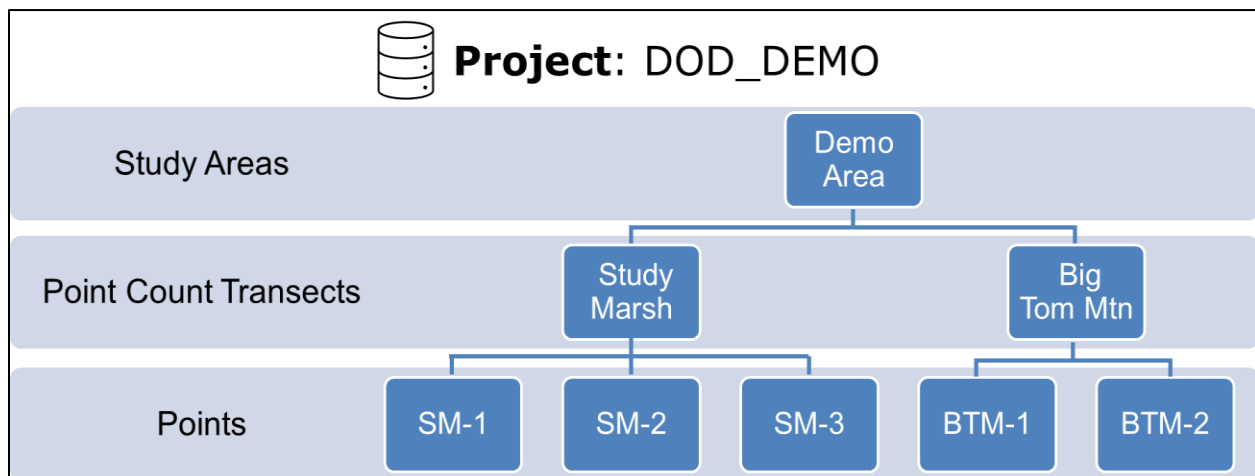 Project: DOD_DEMO
Study Areas
Demo
Area
Point Count Transects
Study
Marsh
Big
Tom Mtn
Points
SM-1
SM-2
SM-3
BTM-1
BTM-2